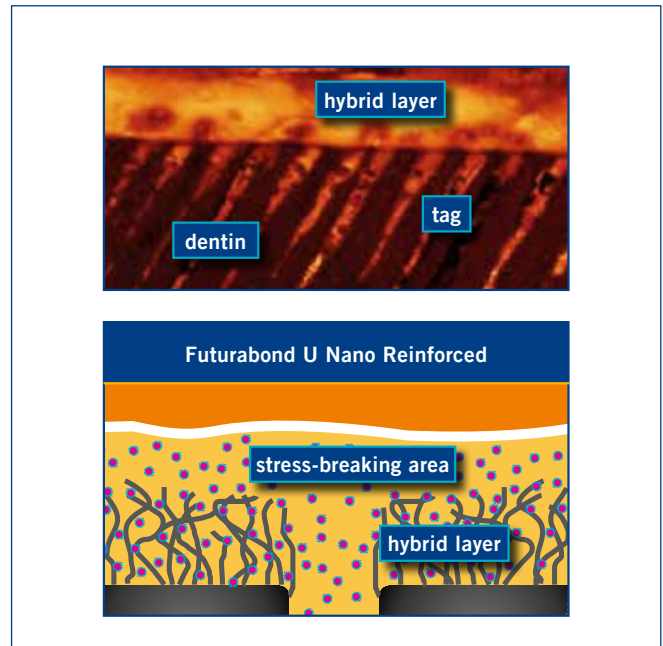 hybrid layer
tag
dentin
Futurabond U Nano Reinforced
stress-breaking area
hybrid layer